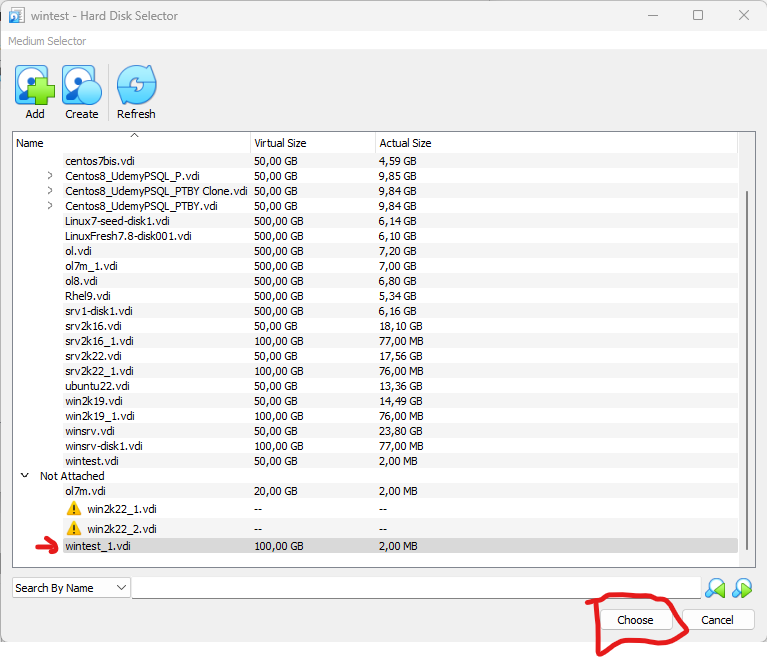 wintest - Hard Disk Selector
Medium Selector
Add Create Refresh
Name Virtual Size Actual Size
centos7bis.vdi 50,00 GB 4,59 GB
Centos8_UdemyPSQL_P.vdi 50,00 GB 9,85 GB
Centos8_UdemyPSQL_PTBY Clone.vdi 50,00 GB 9,84 GB
Centos8_UdemyPSQL_PTBY.vdi 50,00 GB 9,84 GB
Linux7-seed-disk1.vdi 500,00 GB 6,14 GB
LinuxFresh7.8-disk001.vdi 500,00 GB 6,10 GB
ol.vdi 500,00 GB 7,20 GB
ol7m_1.vdi 500,00 GB 7,00 GB
ol8.vdi 500,00 GB 6,80 GB
Rhel9.vdi 500,00 GB 5,34 GB
srv1-disk1.vdi 500,00 GB 6,16 GB
srv2k16.vdi 50,00 GB 18,10 GB
srv2k16_1.vdi 100,00 GB 77,00 MB
srv2k22.vdi 50,00 GB 17,56 GB
srv2k22_1.vdi 100,00 GB 76,00 MB
ubuntu22.vdi 50,00 GB 13,36 GB
win2k19.vdi 50,00 GB 14,49 GB
win2k19_1.vdi 100,00 GB 76,00 MB
winsrv.vdi 50,00 GB 23,80 GB
winsrv-disk1.vdi 100,00 GB 77,00 MB
wintest.vdi 50,00 GB 2,00 MB
Not Attached
ol7m.vdi 20,00 GB 2,00 MB
win2k22_1.vdi -- --
win2k22_2.vdi -- --
wintest_1.vdi 100,00 GB 2,00 MB
Search By Name
Choose Cancel